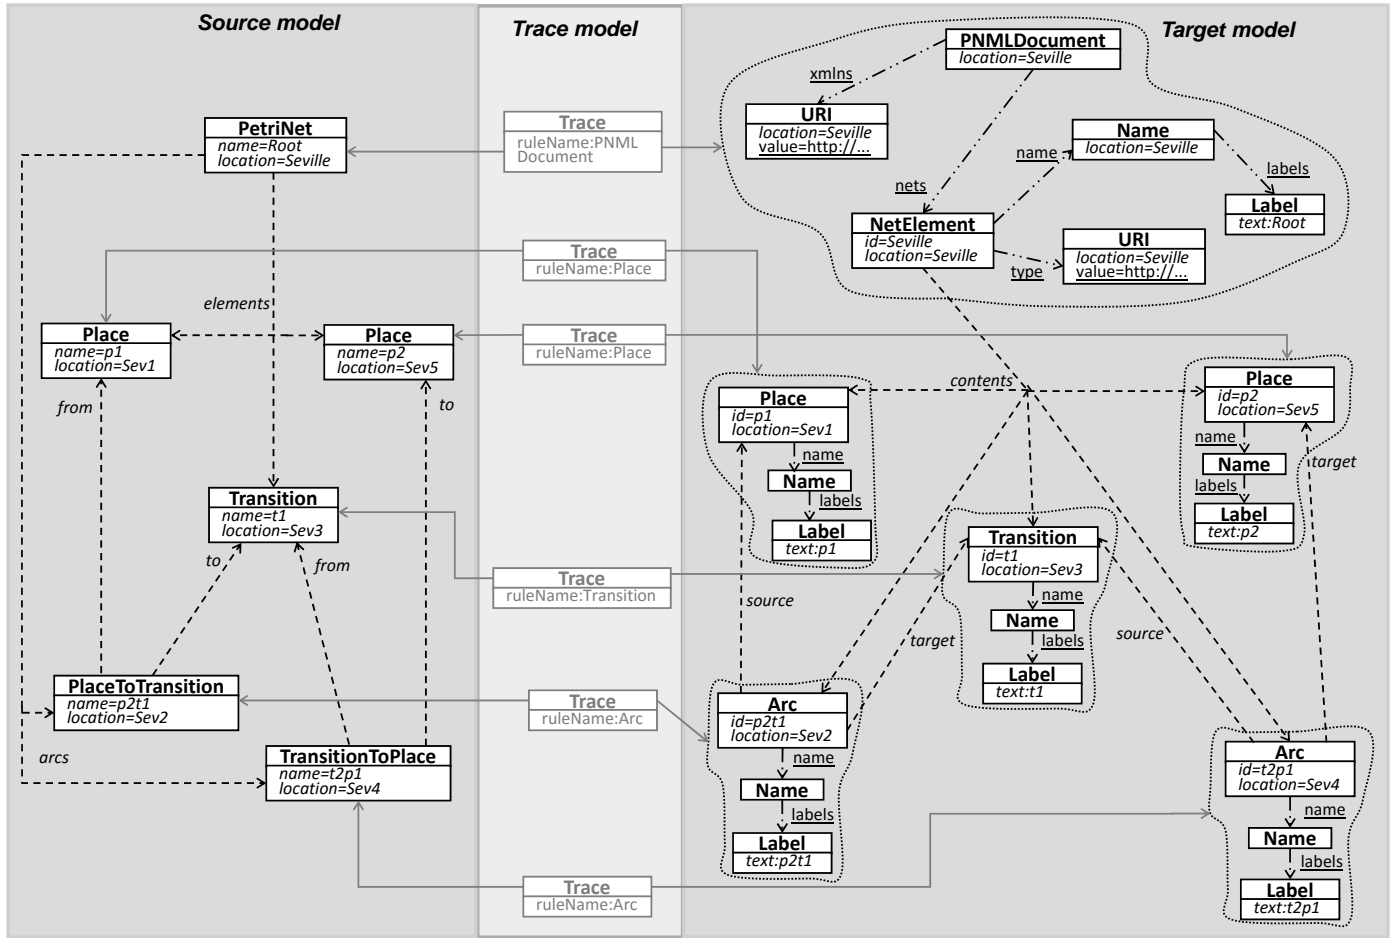 Source model
Trace model
Target model
PetriNet
name=Root
location=Seville
elements
Place
name=p1
location=Sev1
Place
name=p2
location=Sev5
from
to
Transition
name=t1
location=Sev3
to
from
PlaceToTransition
name=p2t1
location=Sev2
arcs
TransitionToPlace
name=t2p1
location=Sev4
Trace
ruleName:PNML
Document
Trace
ruleName:Place
Trace
ruleName:Place
Trace
ruleName:Transition
Trace
ruleName:Arc
Trace
ruleName:Arc
PNMLDocument
location=Seville
xmlns
URI
location=Seville
value=http://...
Name
location=Seville
name
labels
nets
Label
text:Root
NetElement
id=Seville
location=Seville
URI
location=Seville
value=http://...
type
contents
Place
id=p1
location=Sev1
name
Name
labels
Label
text:p1
Place
id=p2
location=Sev5
name
target
Name
labels
Label
text:p2
Transition
id=t1
location=Sev3
name
Name
labels
Label
text:t1
source
target
source
Arc
id=p2t1
location=Sev2
name
Name
labels
Label
text:p2t1
Arc
id=t2p1
location=Sev4
name
Name
labels
Label
text:t2p1